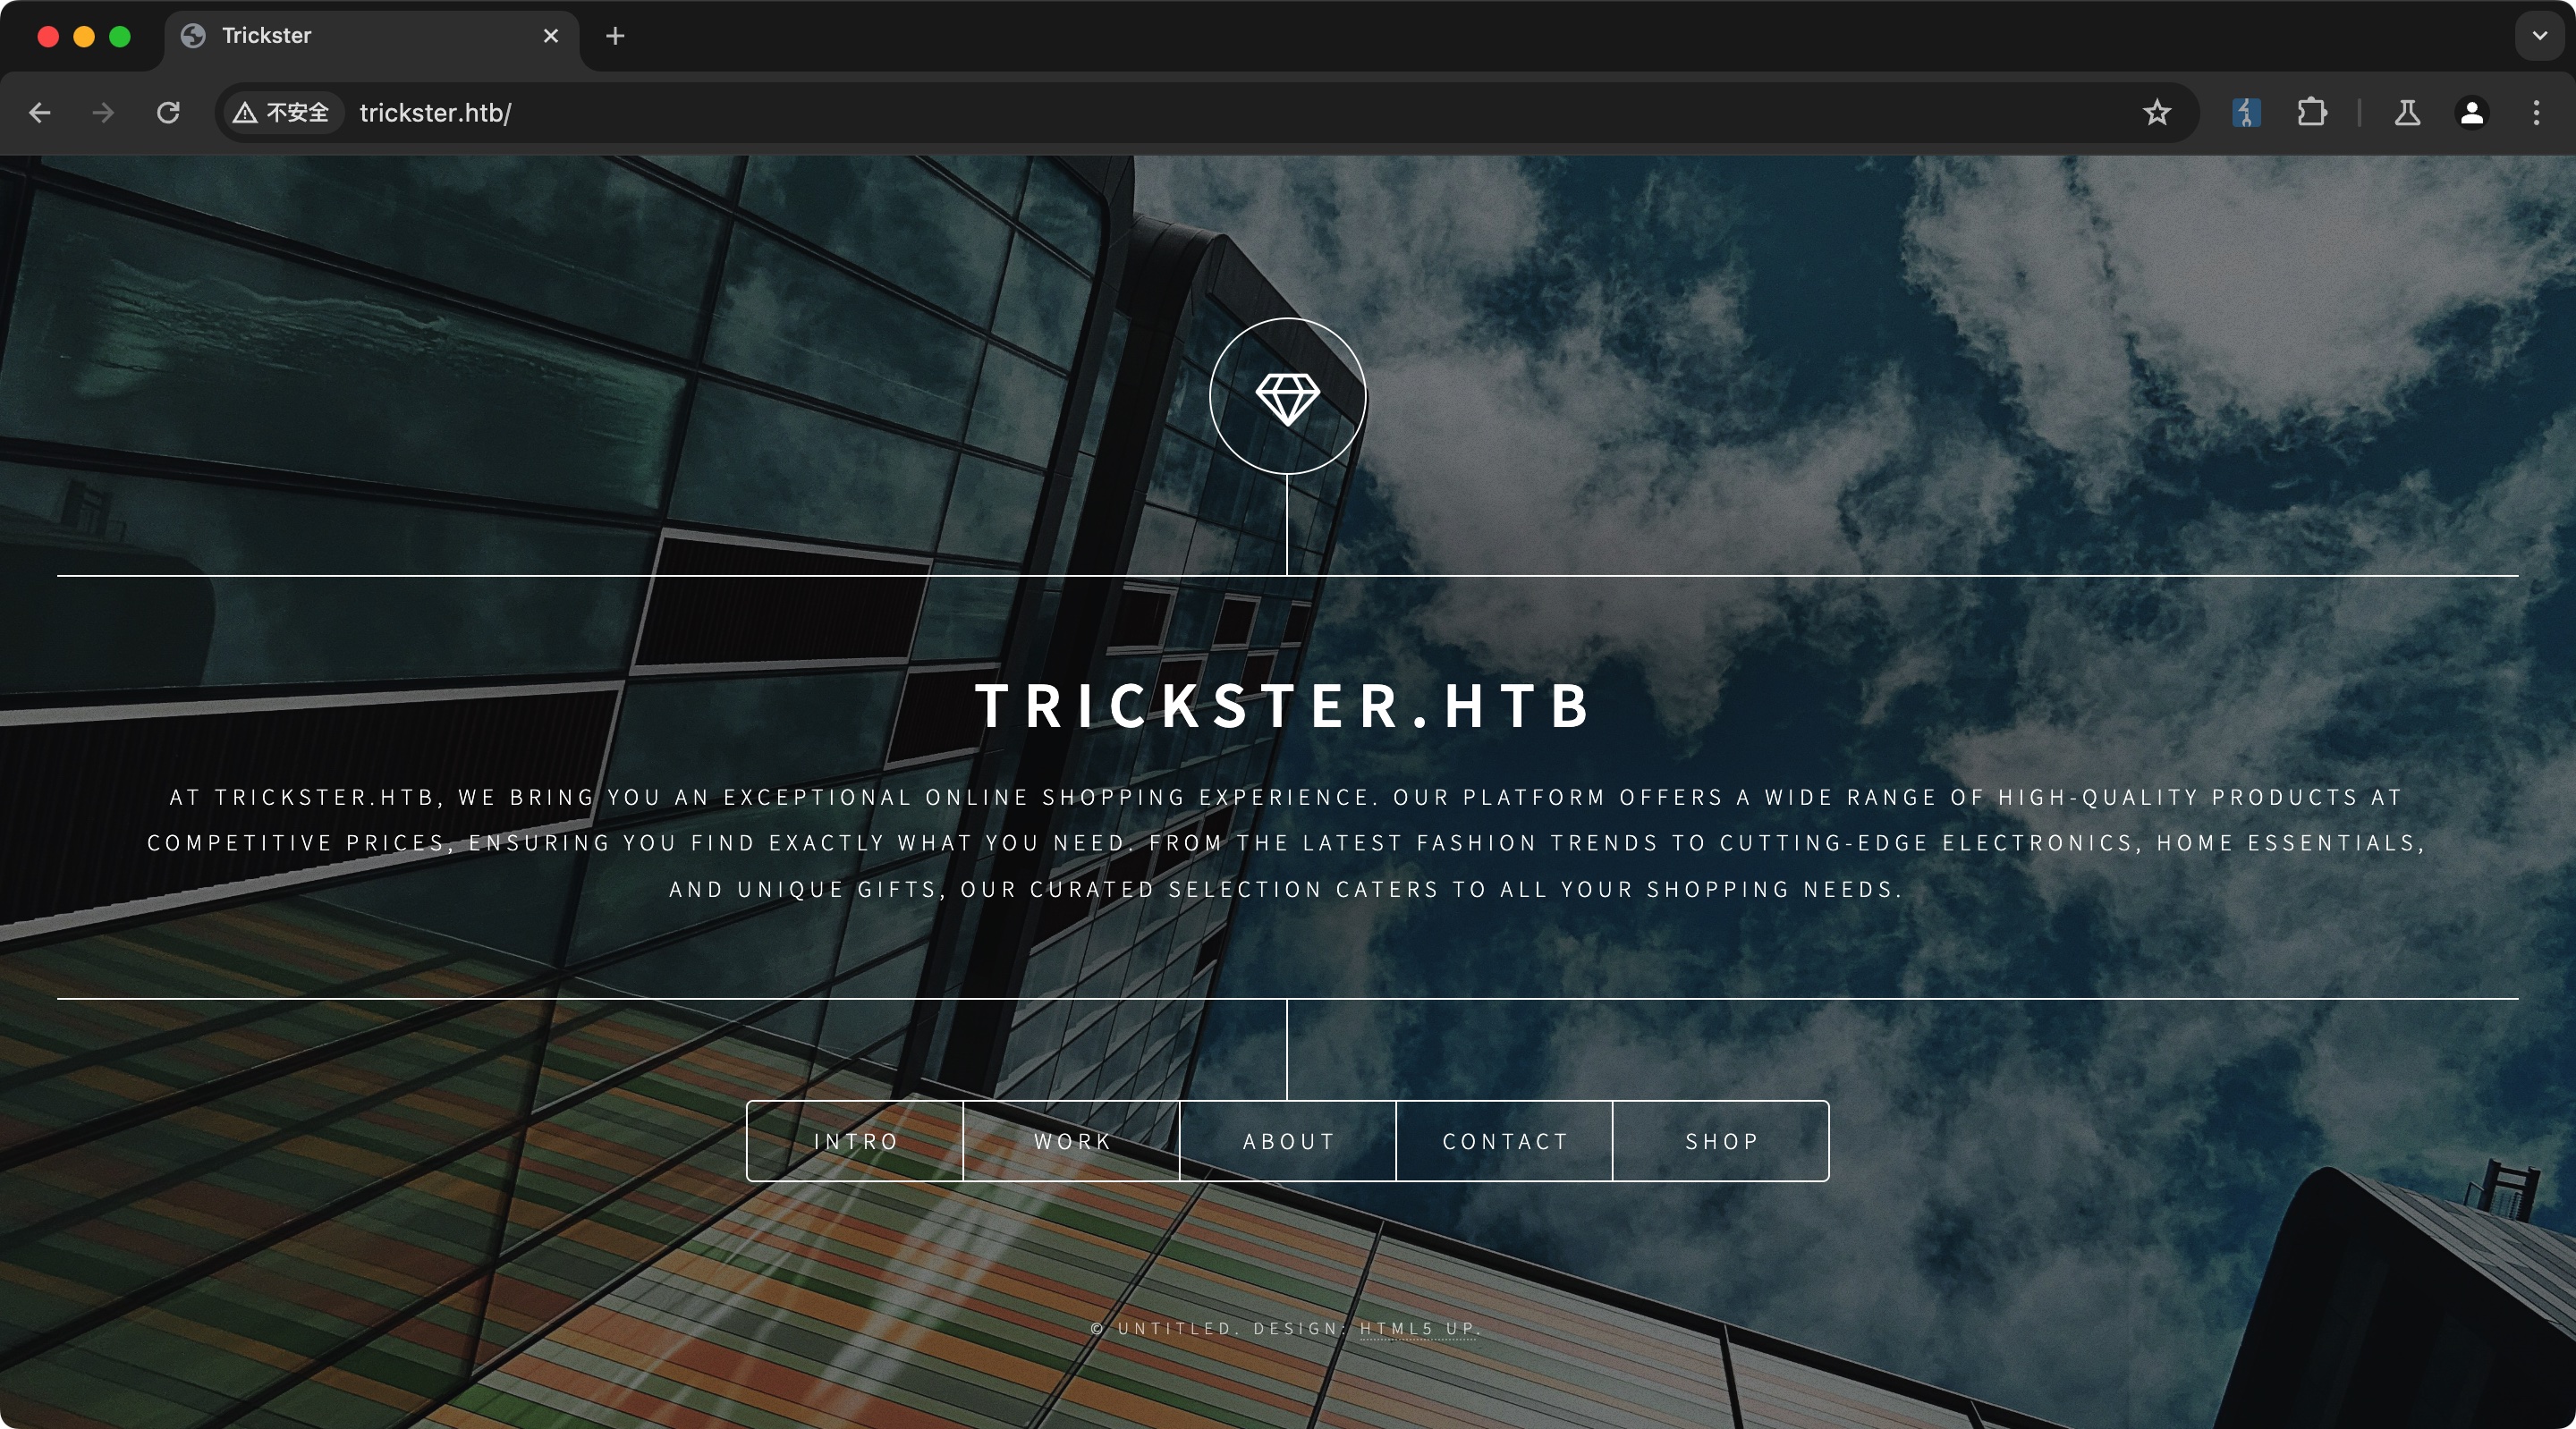 Trickster
不安全
trickster.htb/
TRICKSTER.HTB
AT TRICKSTER.HTB, WE BRING YOU AN EXCEPTIONAL ONLINE SHOPPING EXPERIENCE. OUR PLATFORM OFFERS A WIDE RANGE OF HIGH-QUALITY PRODUCTS AT
COMPETITIVE PRICES, ENSURING YOU FIND EXACTLY WHAT YOU NEED. FROM THE LATEST FASHION TRENDS TO CUTTING-EDGE ELECTRONICS, HOME ESSENTIALS,
AND UNIQUE GIFTS, OUR CURATED SELECTION CATERS TO ALL YOUR SHOPPING NEEDS.
INTRO WORK ABOUT CONTACT SHOP
© UNTITLED. DESIGN: HTML5 UP.